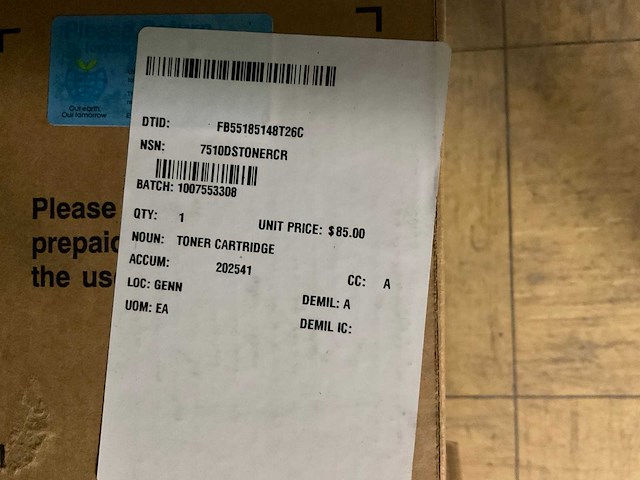 Please
Our earth,
Our tomorrow
DTID: FB55185148T26C
NSN: 7510DSTONERCR
BATCH: 1007553308
Please
prepaid
the us
QTY: 1
UNIT PRICE: $85.00
NOUN: TONER CARTRIDGE
ACCUM: 202541
CC: A
LOC: GENN
DEMIL: A
UOM: EA
DEMIL IC: